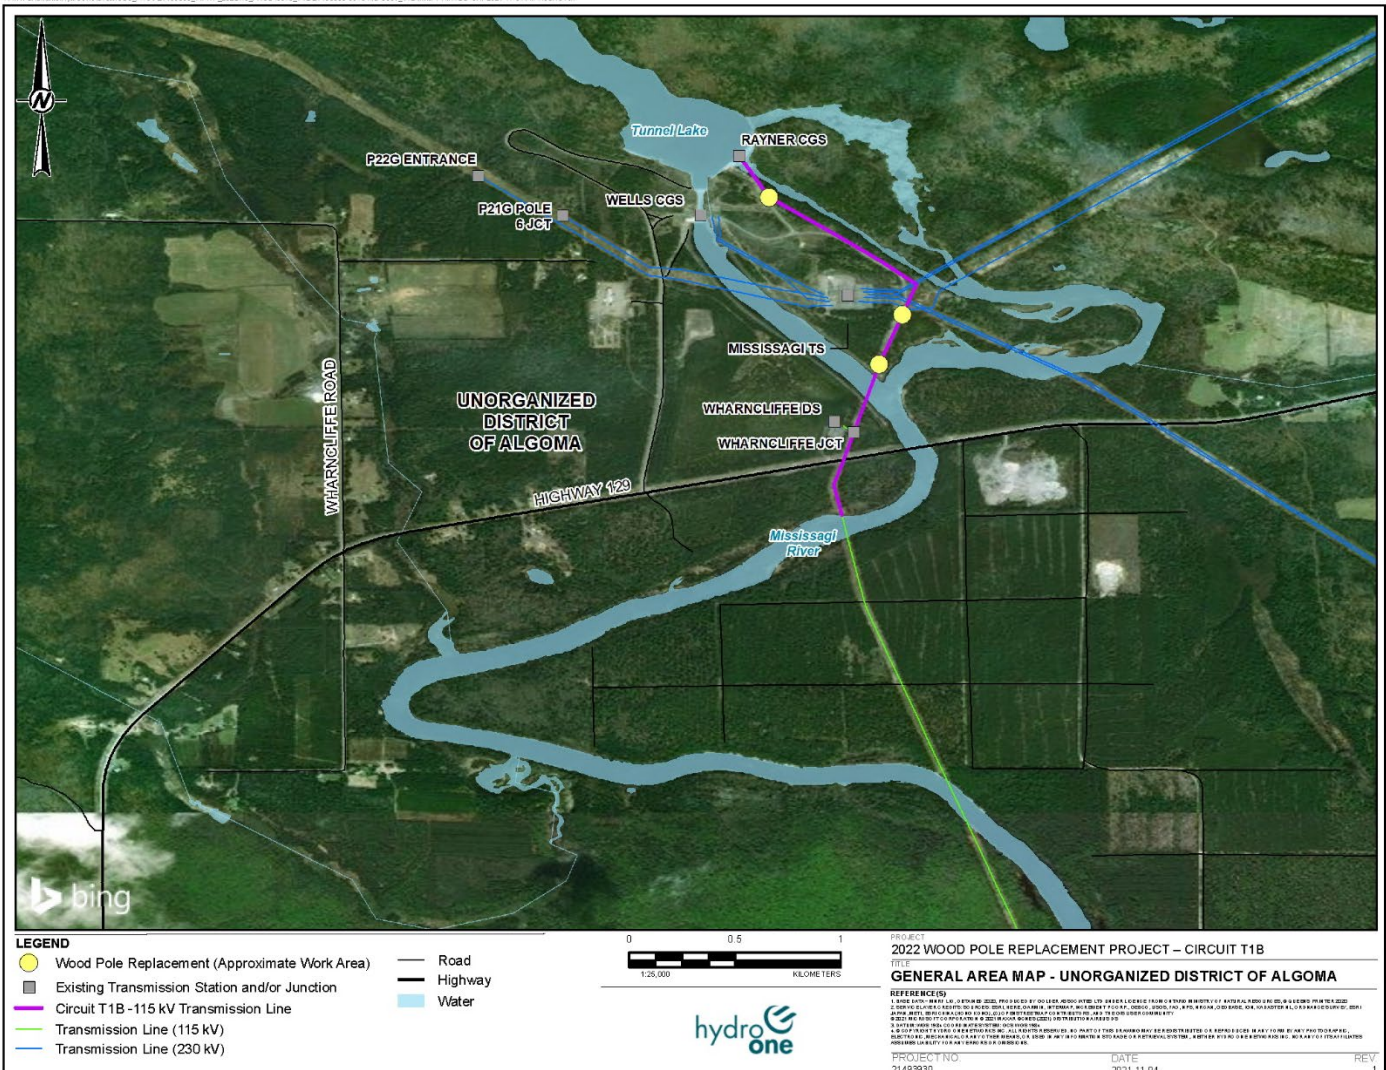 N
Tunnel Lake
RAYNER CGS
P22G ENTRANCE
WELLS CGS
P21G POLE
6 JCT
MISSISSAGI TS
WHARNCLIFFE ROAD
UNORGANIZED
DISTRICT
OF ALGOMA
WHARNCLIFFE DS
WHARNCLIFFE JCT
HIGHWAY 129
Mississagi
River
bing
LEGEND
Wood Pole Replacement (Approximate Work Area)
Existing Transmission Station and/or Junction
Circuit T1B -115 kV Transmission Line
Transmission Line (115 kV)
Transmission Line (230 kV)
Road
Highway
Water
0 0.5 1
1:25,000 KILOMETERS
hydro
one
PROJECT
2022 WOOD POLE REPLACEMENT PROJECT – CIRCUIT T1B
TITLE
GENERAL AREA MAP - UNORGANIZED DISTRICT OF ALGOMA
REFERENCE(S)
PROJECT NO. DATE REV